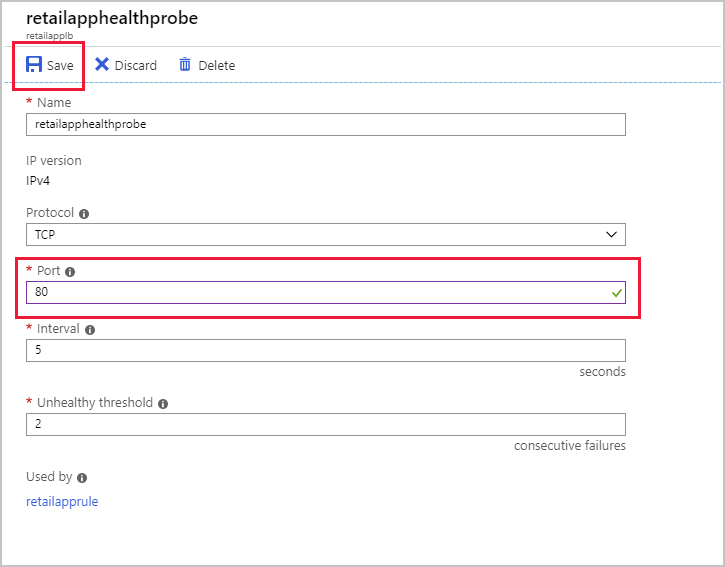 retailapphealthprobe
retailapplb
Save Discard Delete
* Name
retailapphealthprobe
IP version
IPv4
Protocol
TCP
* Port
80
* Interval
5
seconds
* Unhealthy threshold
2
consecutive failures
Used by
retailapprule